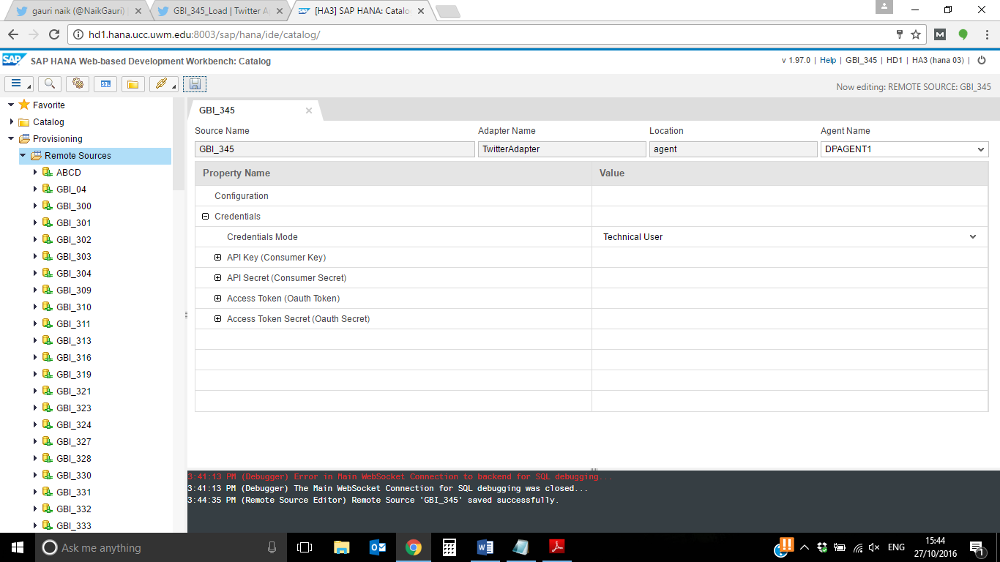 gauri naik (@NaikGauri) |
GBI_345_Load | Twitter A
[HA3] SAP HANA: Catalo
hd1.hana.ucc.uwm.edu:8003/sap/hana/ide/catalog/
SAP SAP HANA Web-based Development Workbench: Catalog
v 1.97.0 | Help | GBI_345 | HD1 | HA3 (hana 03) |
SQL
Now editing: REMOTE SOURCE: GBI_345
Favorite
Catalog
Provisioning
Remote Sources
ABCD
GBI_04
GBI_300
GBI_301
GBI_302
GBI_303
GBI_304
GBI_309
GBI_310
GBI_311
GBI_313
GBI_316
GBI_319
GBI_321
GBI_323
GBI_324
GBI_327
GBI_328
GBI_330
GBI_331
GBI_332
GBI_333
GBI_345
Source Name Adapter Name Location Agent Name
GBI_345 TwitterAdapter agent DPAGENT1
Property Name Value
Configuration
Credentials
Credentials Mode Technical User
API Key (Consumer Key)
API Secret (Consumer Secret)
Access Token (Oauth Token)
Access Token Secret (Oauth Secret)
3:41:13 PM (Debugger) Error in Main WebSocket Connection to backend for SQL debugging...
3:41:13 PM (Debugger) The Main WebSocket Connection for SQL debugging was closed...
3:44:35 PM (Remote Source Editor) Remote Source 'GBI_345' saved successfully.
Ask me anything
ENG
15:44
27/10/2016
1